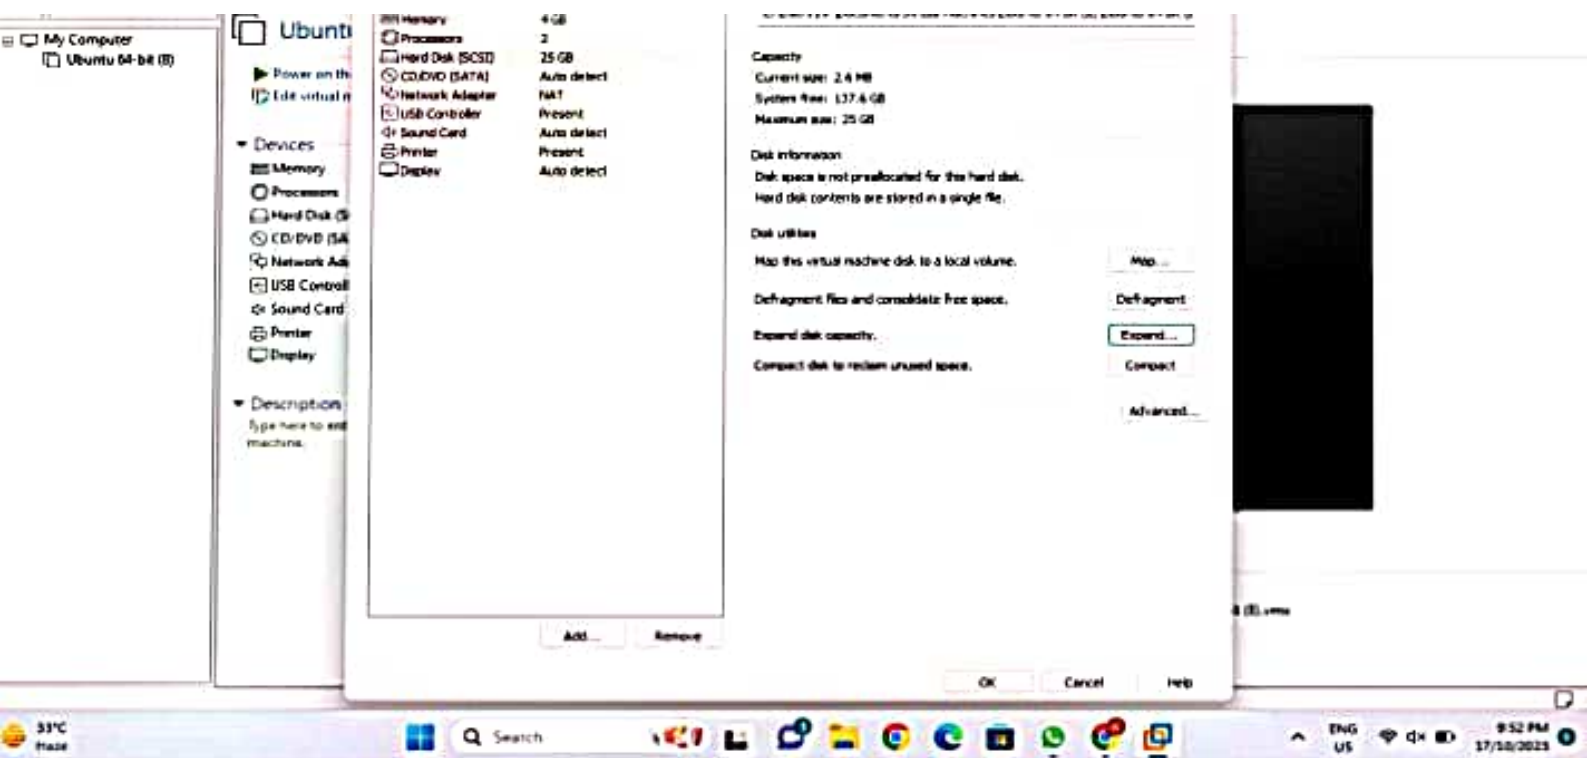 My Computer
Ubuntu 64-bit (8)
Power on th
Edit virtual m
Devices
Memory
Processors
Hard Disk (S
CD/DVD (SA
Network Ada
USB Controll
Sound Card
Printer
Display
Description
Type here to ent
machine.
Memory 4 GB
Processors 2
Hard Disk (SCSI) 25 GB
CD/DVD (SATA) Auto detect
Network Adapter NAT
USB Controller Present
Sound Card Auto detect
Printer Present
Display Auto detect
Add...
Remove
Capacity
Current size: 2.6 MB
System free: 137.6 GB
Maximum size: 25 GB
Disk information
Disk space is not preallocated for this hard disk.
Hard disk contents are stored in a single file.
Disk utilities
Map this virtual machine disk to a local volume. Map...
Defragment files and consolidate free space. Defragment
Expand disk capacity. Expand...
Compact disk to reclaim unused space. Compact
Advanced...
OK Cancel Help
(8).vmx
33°C
Haze
Search
ENG
US
9:52 PM
17/10/2023